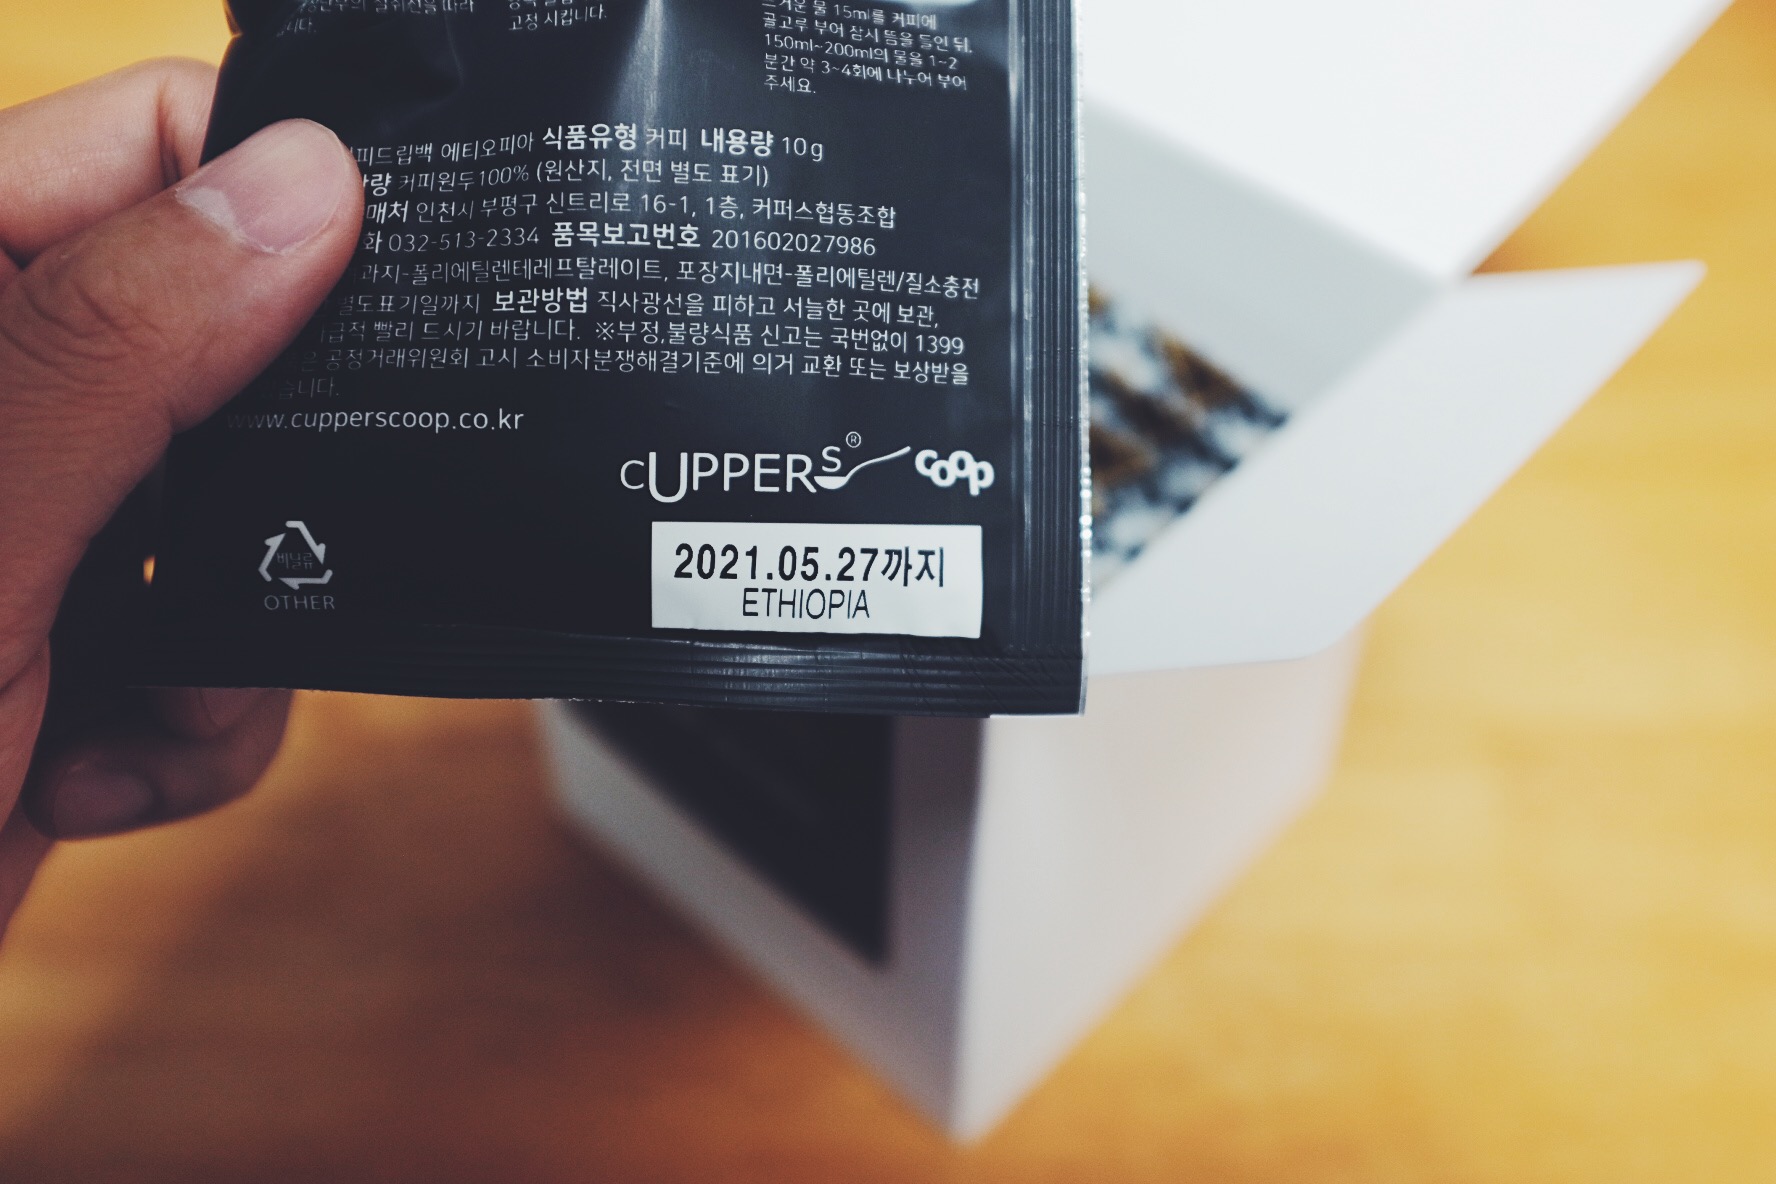 고정 시킵니다.
물 15ml를 커피에
골고루 부어 잠시 뜸을 들인 뒤,
150ml~200ml의 물을 1~2
분간 약 3~4회에 나누어 부어
주세요.
피드립백 에티오피아 식품유형 커피 내용량 10g
량 커피원두100% (원산지, 전면 별도 표기)
매처 인천시 부평구 신트리로 16-1, 1층, 커퍼스협동조합
화 032-513-2334 품목보고번호 201602027986
과지-폴리에틸렌테레프탈레이트, 포장지내면-폴리에틸렌/질소충전
별도표기일까지 보관방법 직사광선을 피하고 서늘한 곳에 보관,
급적 빨리 드시기 바랍니다. ※부정,불량식품 신고는 국번없이 1399
은 공정거래위원회 고시 소비자분쟁해결기준에 의거 교환 또는 보상받을
습니다.
www.cupperscoop.co.kr
CUPPERS® coop
비닐류
OTHER
2021.05.27까지
ETHIOPIA